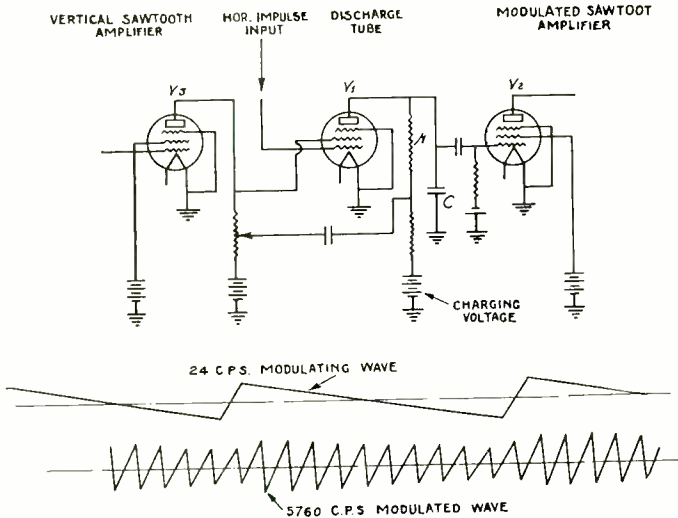 VERTICAL SAWTOOTH
AMPLIFIER
HOR. IMPULSE
INPUT
DISCHARGE
TUBE
MODULATED SAWTOOT
AMPLIFIER
V3
V1
V2
C
CHARGING
VOLTAGE
24 C.P.S. MODULATING WAVE
5760 C.P.S MODULATED WAVE